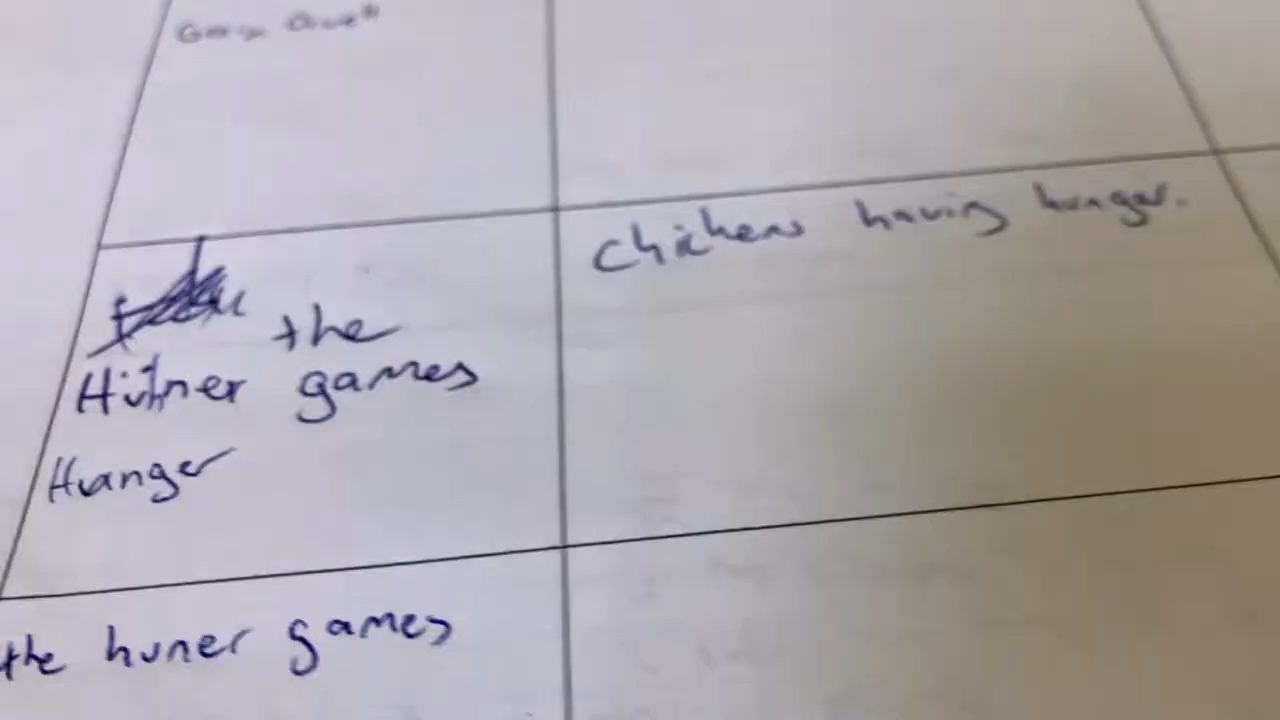 Chickens having hunger.
the
Hühner games
Hunger
the huner games